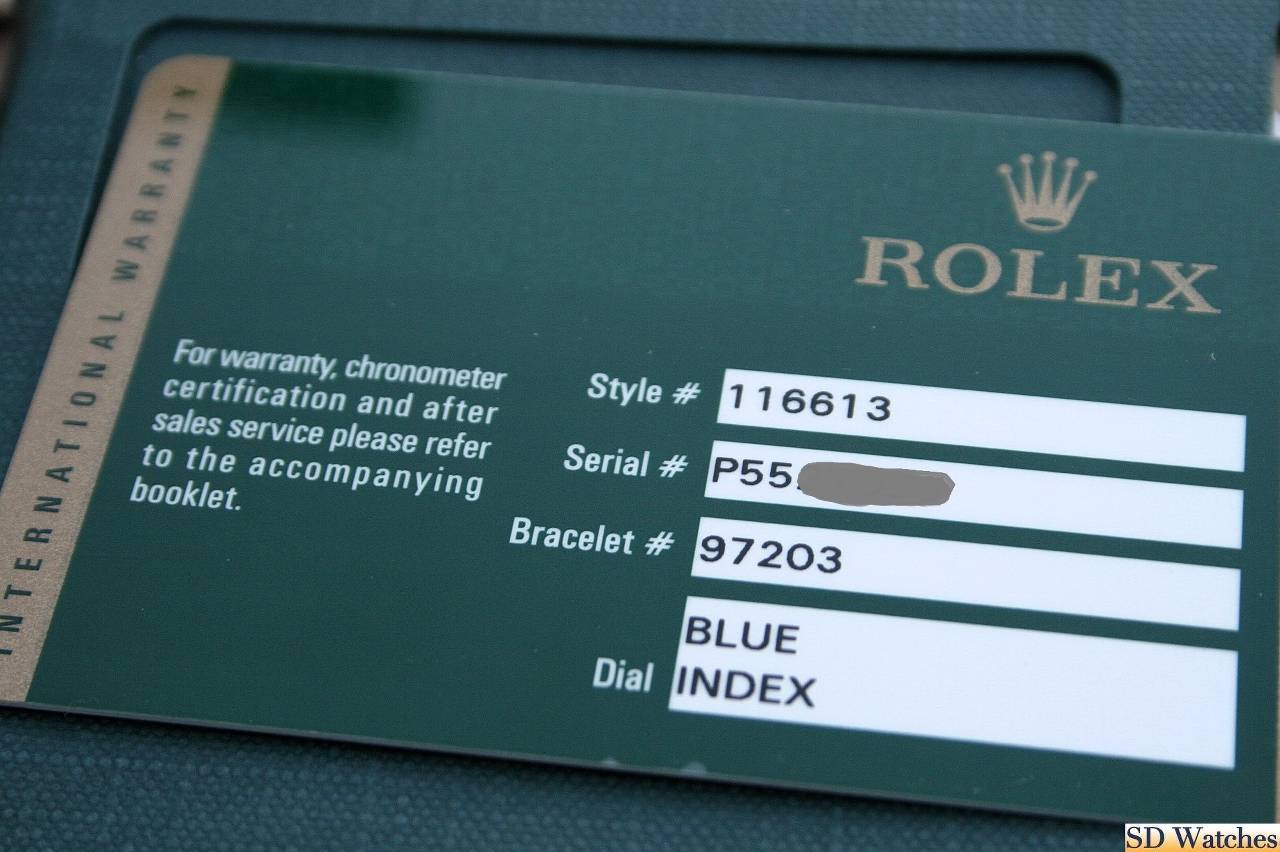 INTERNATIONAL WARRANTY
ROLEX
For warranty, chronometer
certification and after
sales service please refer
to the accompanying
booklet.
Style # 116613
Serial # P55
Bracelet # 97203
Dial BLUE
INDEX
SD Watches